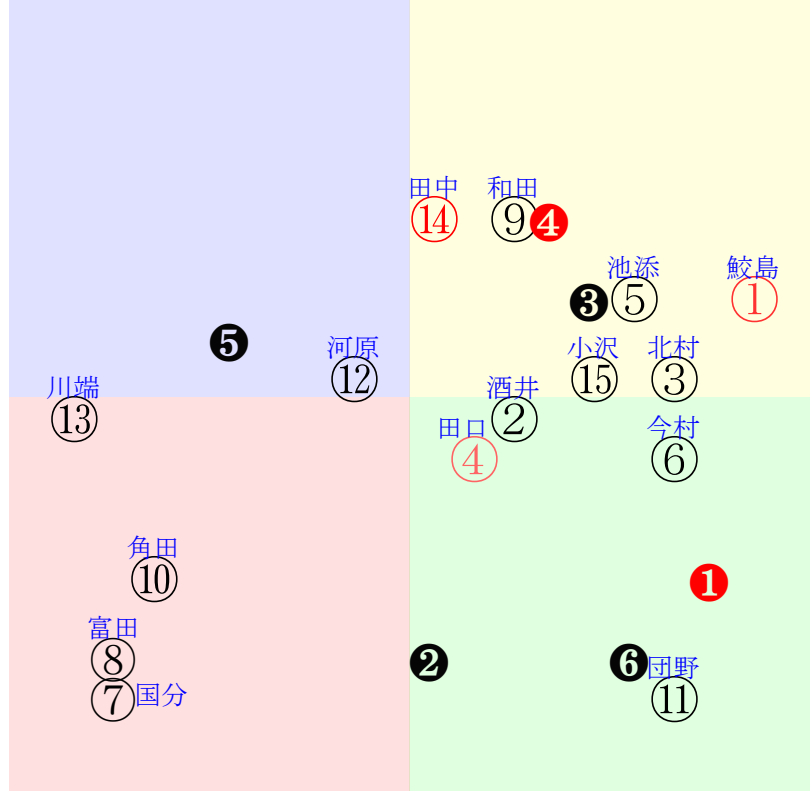 田中 和田
⑭ ⑨ ❹
池添 鮫島
❸ ⑤ ①
❺ 河原 小沢 北村
⑫ ⑮ ③
川端 酒井
⑬ ②
田口 今村
④ ⑥
角田
⑩ ❶
富田
⑧ ❷ ❻ 団野
⑦ 国分 ⑪